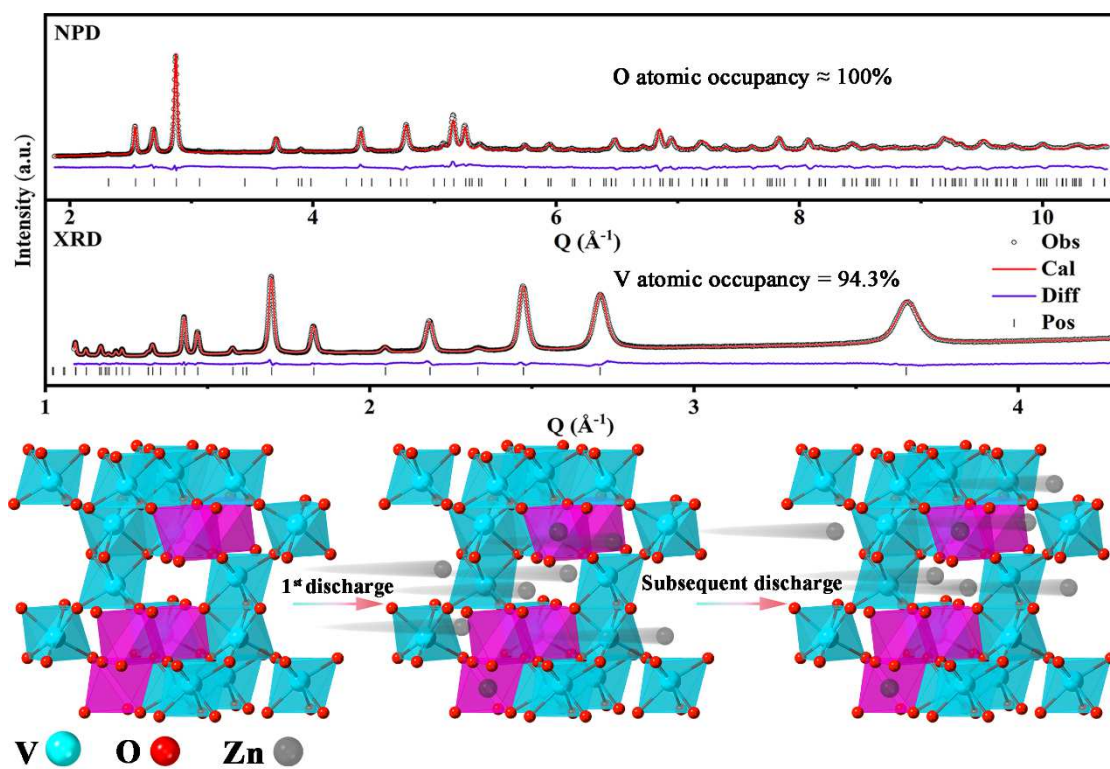 NPD
O atomic occupancy ≈ 100%
Intensity (a.u.)
2 4 6 8 10
Q (Å⁻¹)
XRD
V atomic occupancy = 94.3%
Obs
Cal
Diff
Pos
1 2 3 4
Q (Å⁻¹)
1ˢᵗ discharge
Subsequent discharge
V O Zn